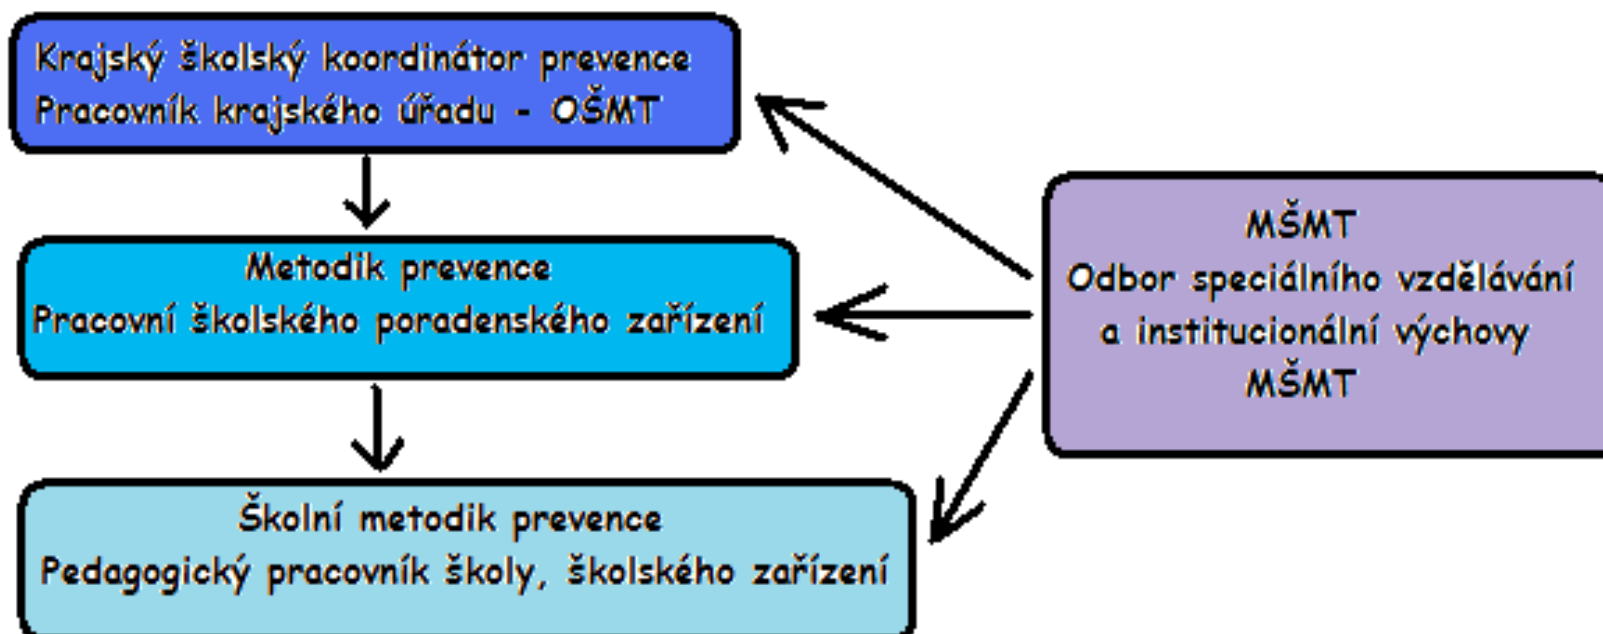 Krajský školský koordinátor prevence
Pracovník krajského úřadu - OŠMT
Metodik prevence
Pracovní školského poradenského zařízení
Školní metodik prevence
Pedagogický pracovník školy, školského zařízení
MŠMT
Odbor speciálního vzdělávání
a institucionální výchovy
MŠMT